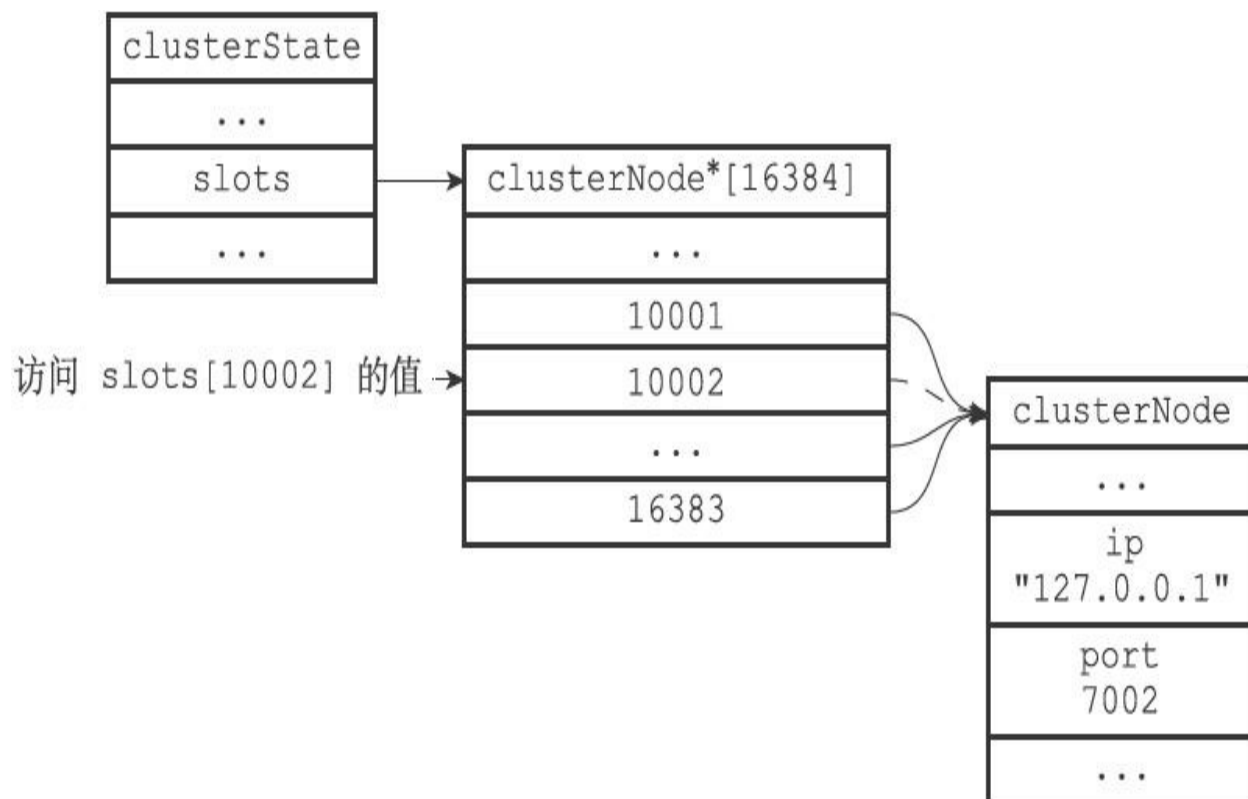 clusterState
...
slots
...
clusterNode*[16384]
...
10001
访问 slots[10002] 的值
10002
...
16383
clusterNode
...
ip
"127.0.0.1"
port
7002
...